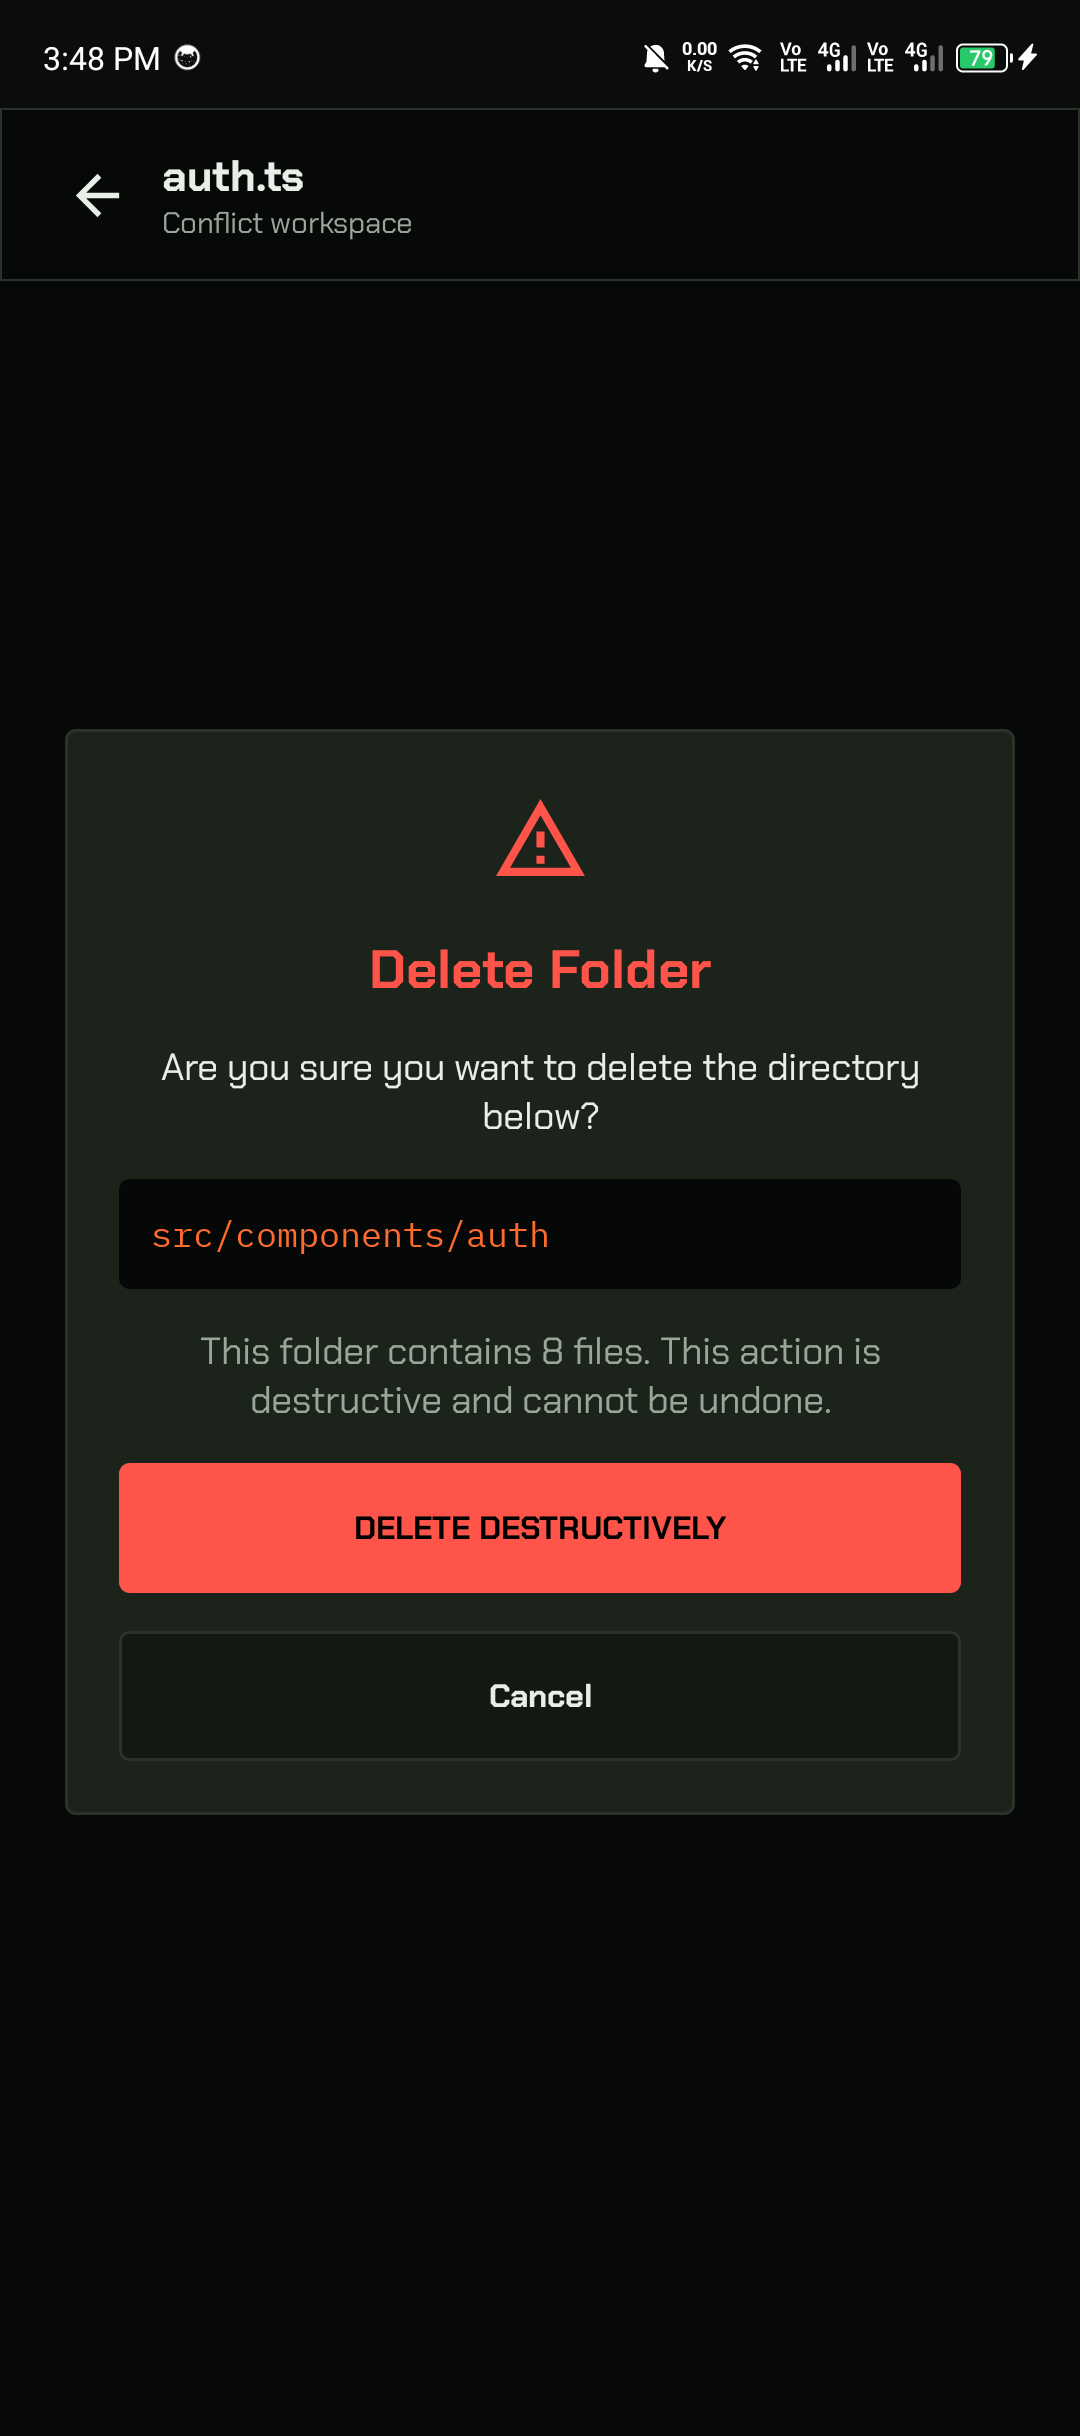 3:48 PM
0.00
K/S
Vo
LTE
4G
Vo
LTE
4G
79
auth.ts
Conflict workspace
Delete Folder
Are you sure you want to delete the directory
below?
src/components/auth
This folder contains 8 files. This action is
destructive and cannot be undone.
DELETE DESTRUCTIVELY
Cancel